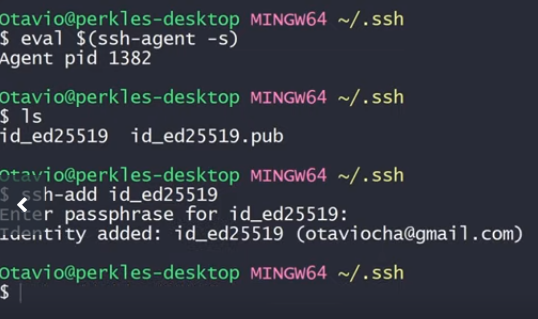 Otavio@perkles-desktop MINGW64 ~/.ssh
$ eval $(ssh-agent -s)
Agent pid 1382
Otavio@perkles-desktop MINGW64 ~/.ssh
$ ls
id_ed25519  id_ed25519.pub
Otavio@perkles-desktop MINGW64 ~/.ssh
$ ssh-add id_ed25519
Enter passphrase for id_ed25519:
Identity added: id_ed25519 (otaviocha@gmail.com)
Otavio@perkles-desktop MINGW64 ~/.ssh
$